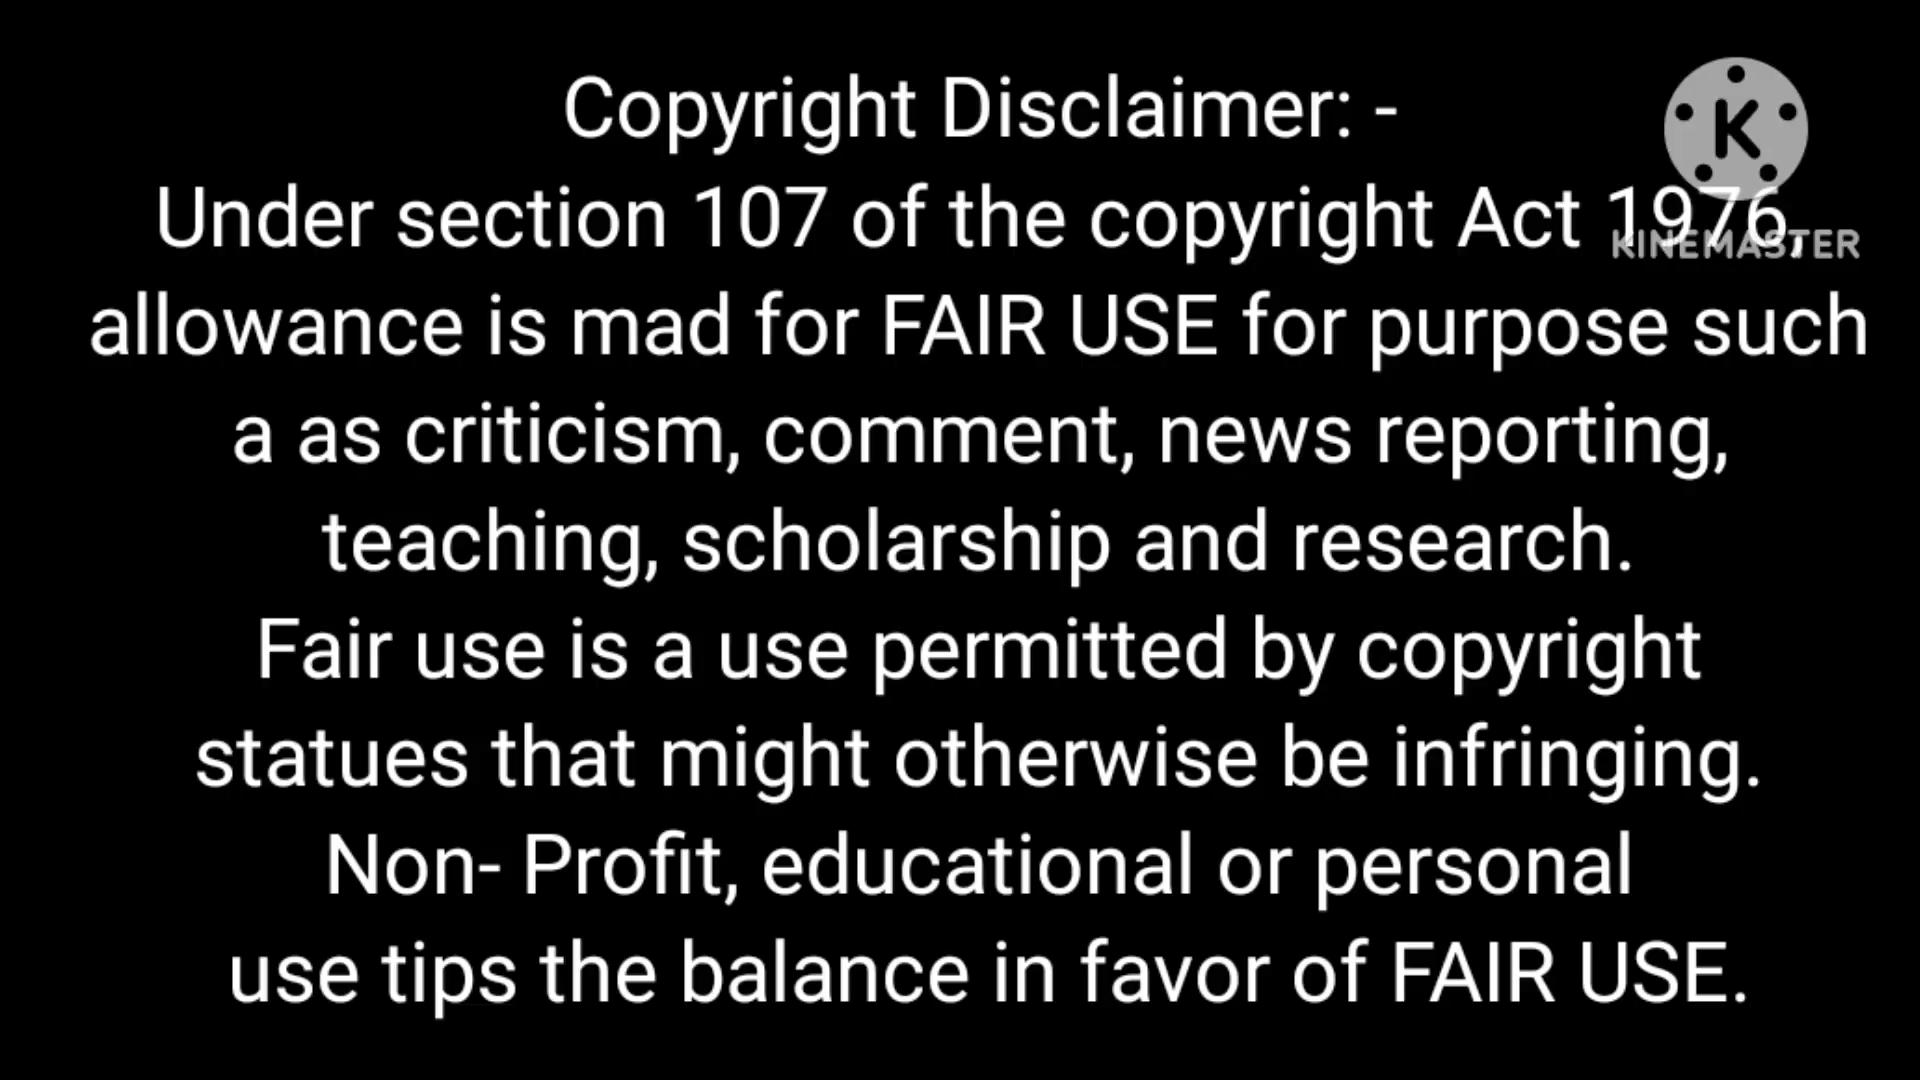 Copyright Disclaimer: -
Under section 107 of the copyright Act 1976,
KINEMASTER
allowance is mad for FAIR USE for purpose such
a as criticism, comment, news reporting,
teaching, scholarship and research.
Fair use is a use permitted by copyright
statues that might otherwise be infringing.
Non- Profit, educational or personal
use tips the balance in favor of FAIR USE.